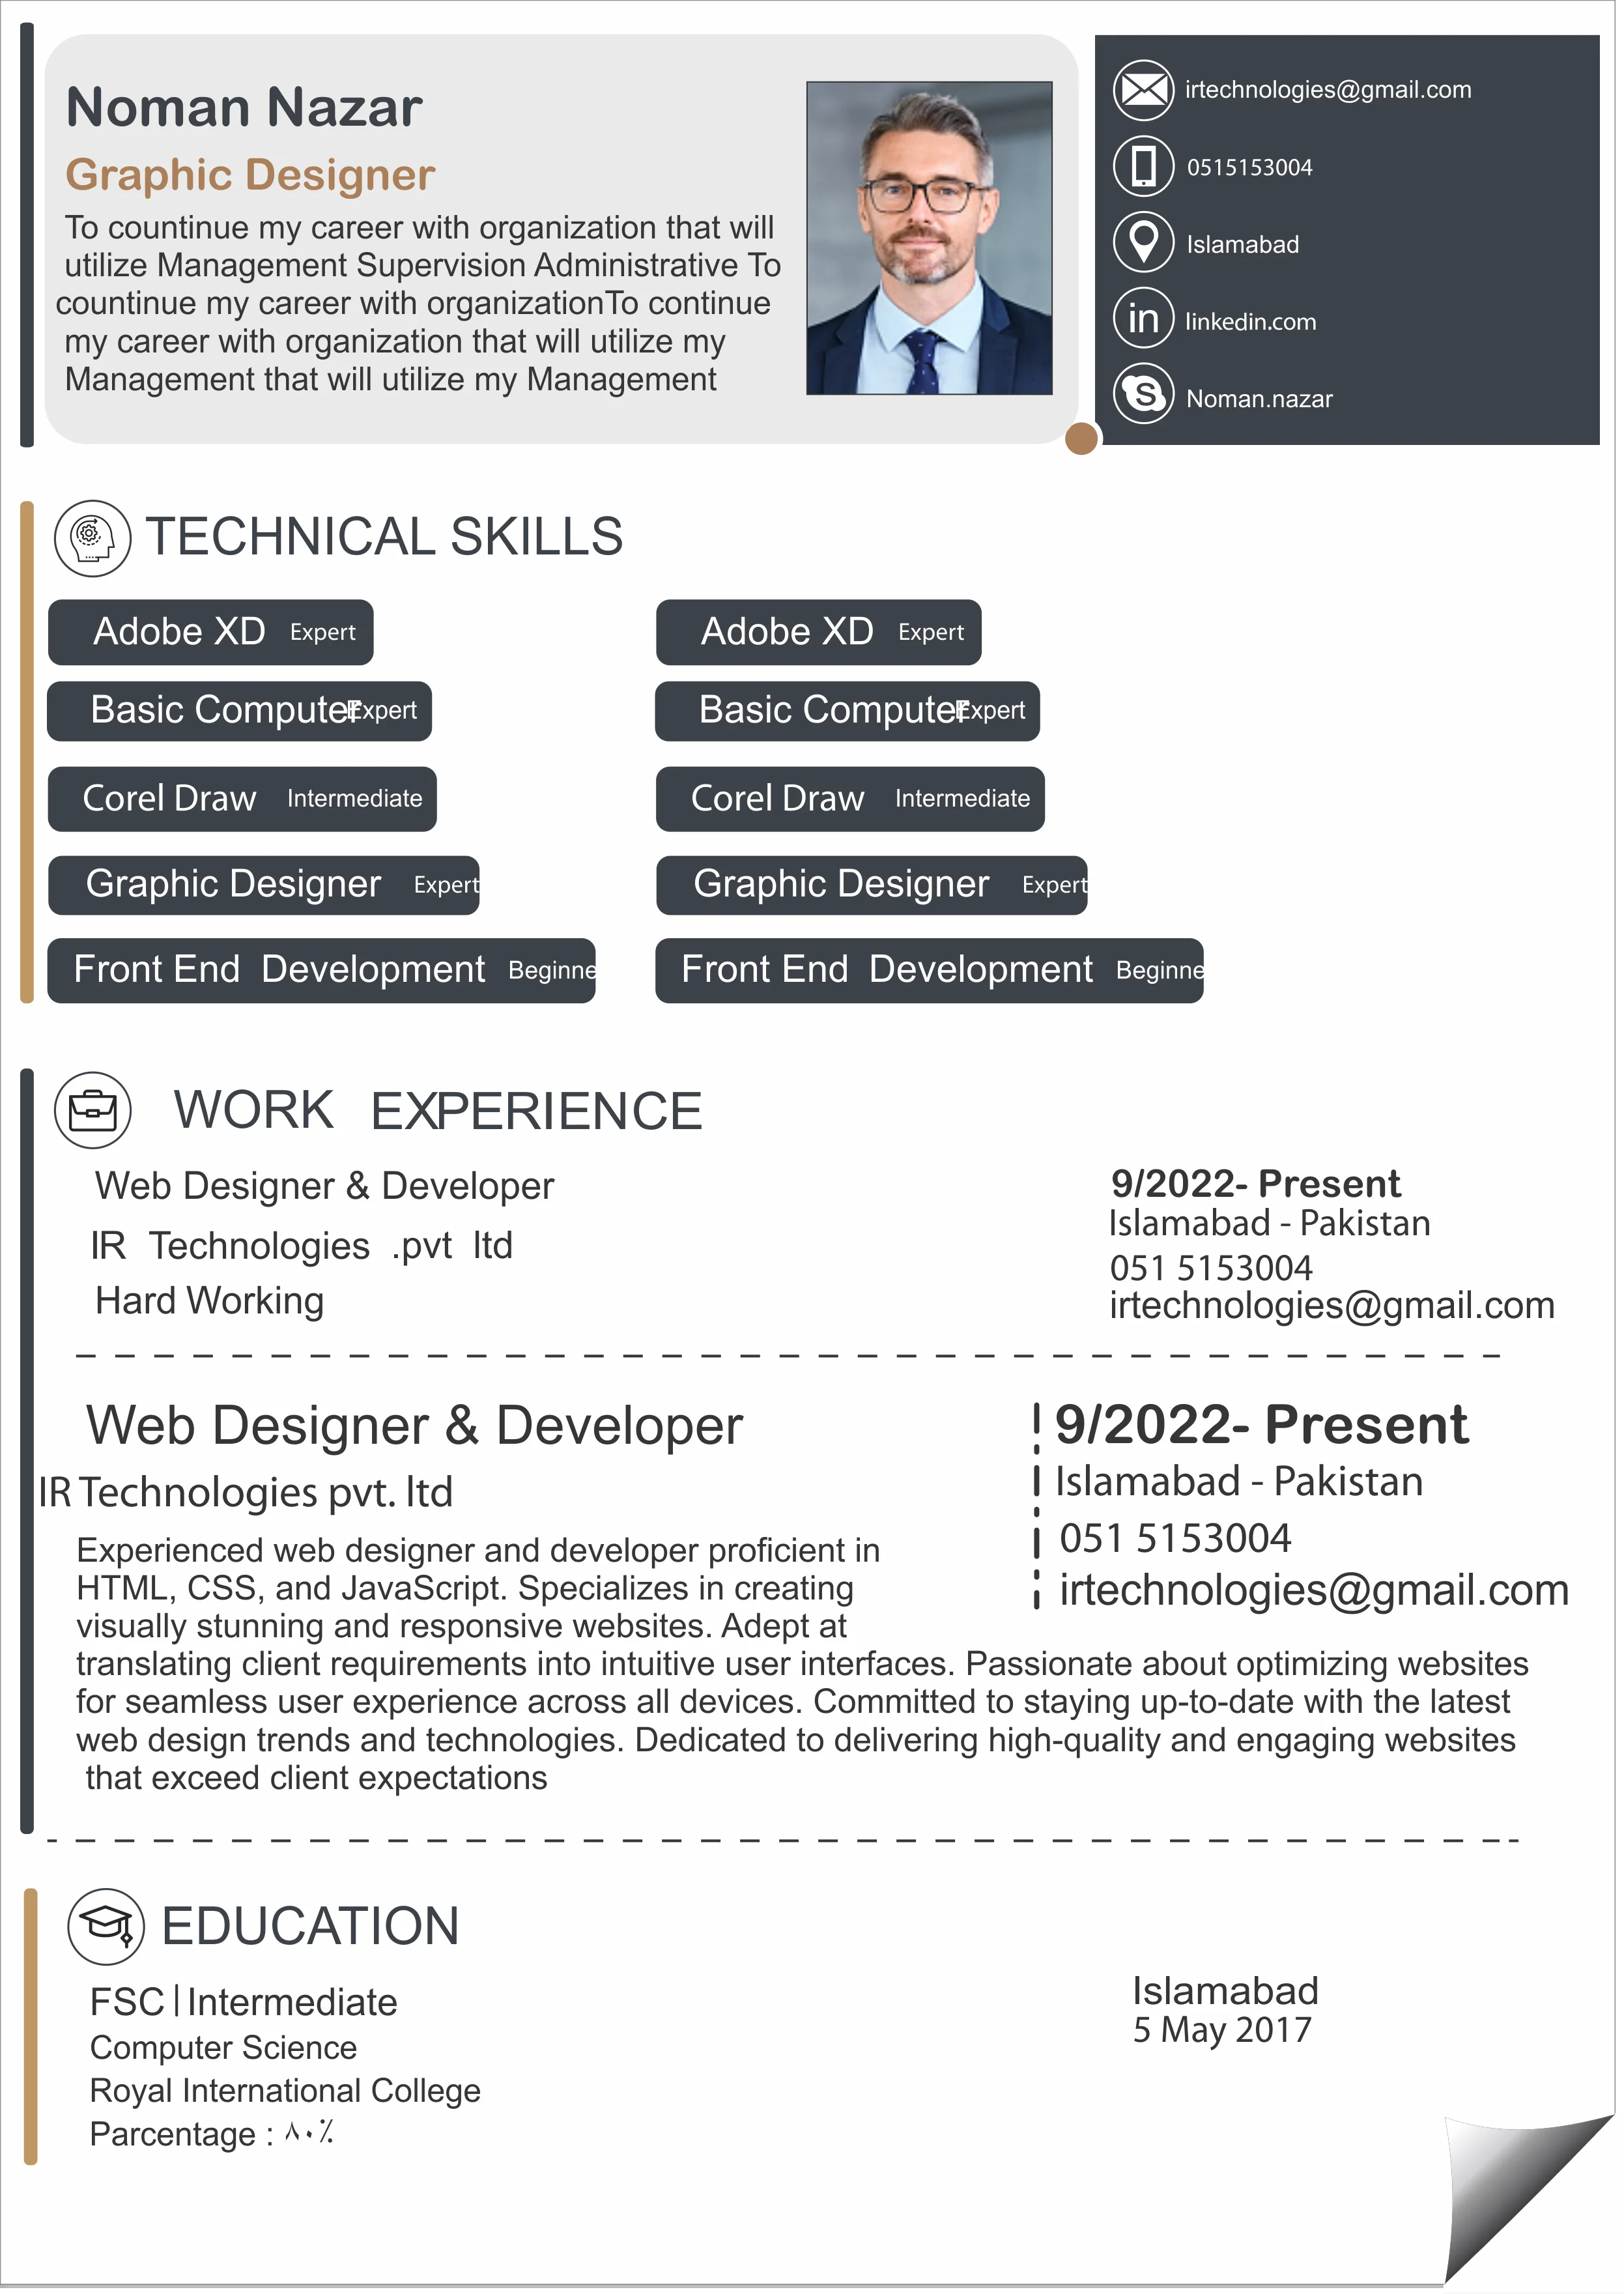 Noman Nazar
Graphic Designer
To countinue my career with organization that will
utilize Management Supervision Administrative To
countinue my career with organizationTo continue
my career with organization that will utilize my
Management that will utilize my Management
irtechnologies@gmail.com
0515153004
Islamabad
in linkedin.com
S Noman.nazar
TECHNICAL SKILLS
Adobe XD Expert
Basic Computer Expert
Corel Draw Intermediate
Graphic Designer Expert
Front End Development Beginne
Adobe XD Expert
Basic Computer Expert
Corel Draw Intermediate
Graphic Designer Expert
Front End Development Beginne
WORK EXPERIENCE
Web Designer & Developer
IR Technologies .pvt ltd
Hard Working
9/2022- Present
Islamabad - Pakistan
051 5153004
irtechnologies@gmail.com
Web Designer & Developer
IR Technologies pvt. ltd
9/2022- Present
Islamabad - Pakistan
051 5153004
irtechnologies@gmail.com
Experienced web designer and developer proficient in
HTML, CSS, and JavaScript. Specializes in creating
visually stunning and responsive websites. Adept at
translating client requirements into intuitive user interfaces. Passionate about optimizing websites
for seamless user experience across all devices. Committed to staying up-to-date with the latest
web design trends and technologies. Dedicated to delivering high-quality and engaging websites
that exceed client expectations
EDUCATION
FSC | Intermediate
Computer Science
Royal International College
Parcentage : ٨٠٪
Islamabad
5 May 2017